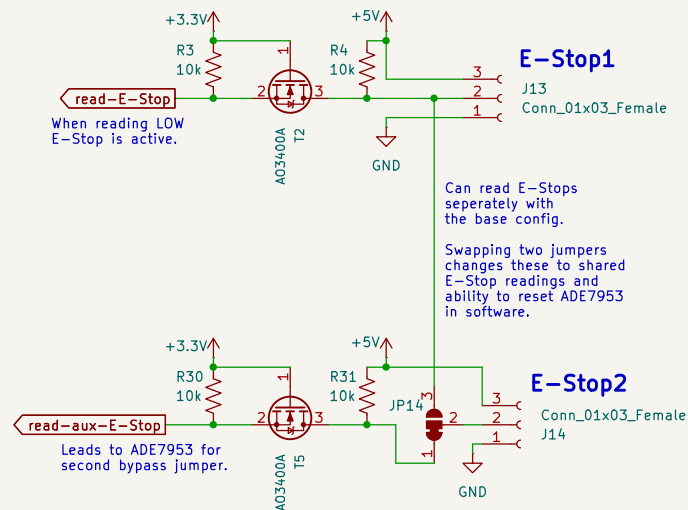 +3.3V
+5V
R3
10k
1
R4
10k
E-Stop1
read-E-Stop
2
3
3
2
1
J13
Conn_01x03_Female
When reading LOW
E-Stop is active.
AO3400A
T2
GND
Can read E-Stops
seperately with
the base config.
Swapping two jumpers
changes these to shared
E-Stop readings and
ability to reset ADE7953
in software.
+3.3V
+5V
R30
10k
1
R31
10k
E-Stop2
JP14
3
2
1
read-aux-E-Stop
2
3
3
2
1
Conn_01x03_Female
J14
Leads to ADE7953 for
second bypass jumper.
AO3400A
T5
GND